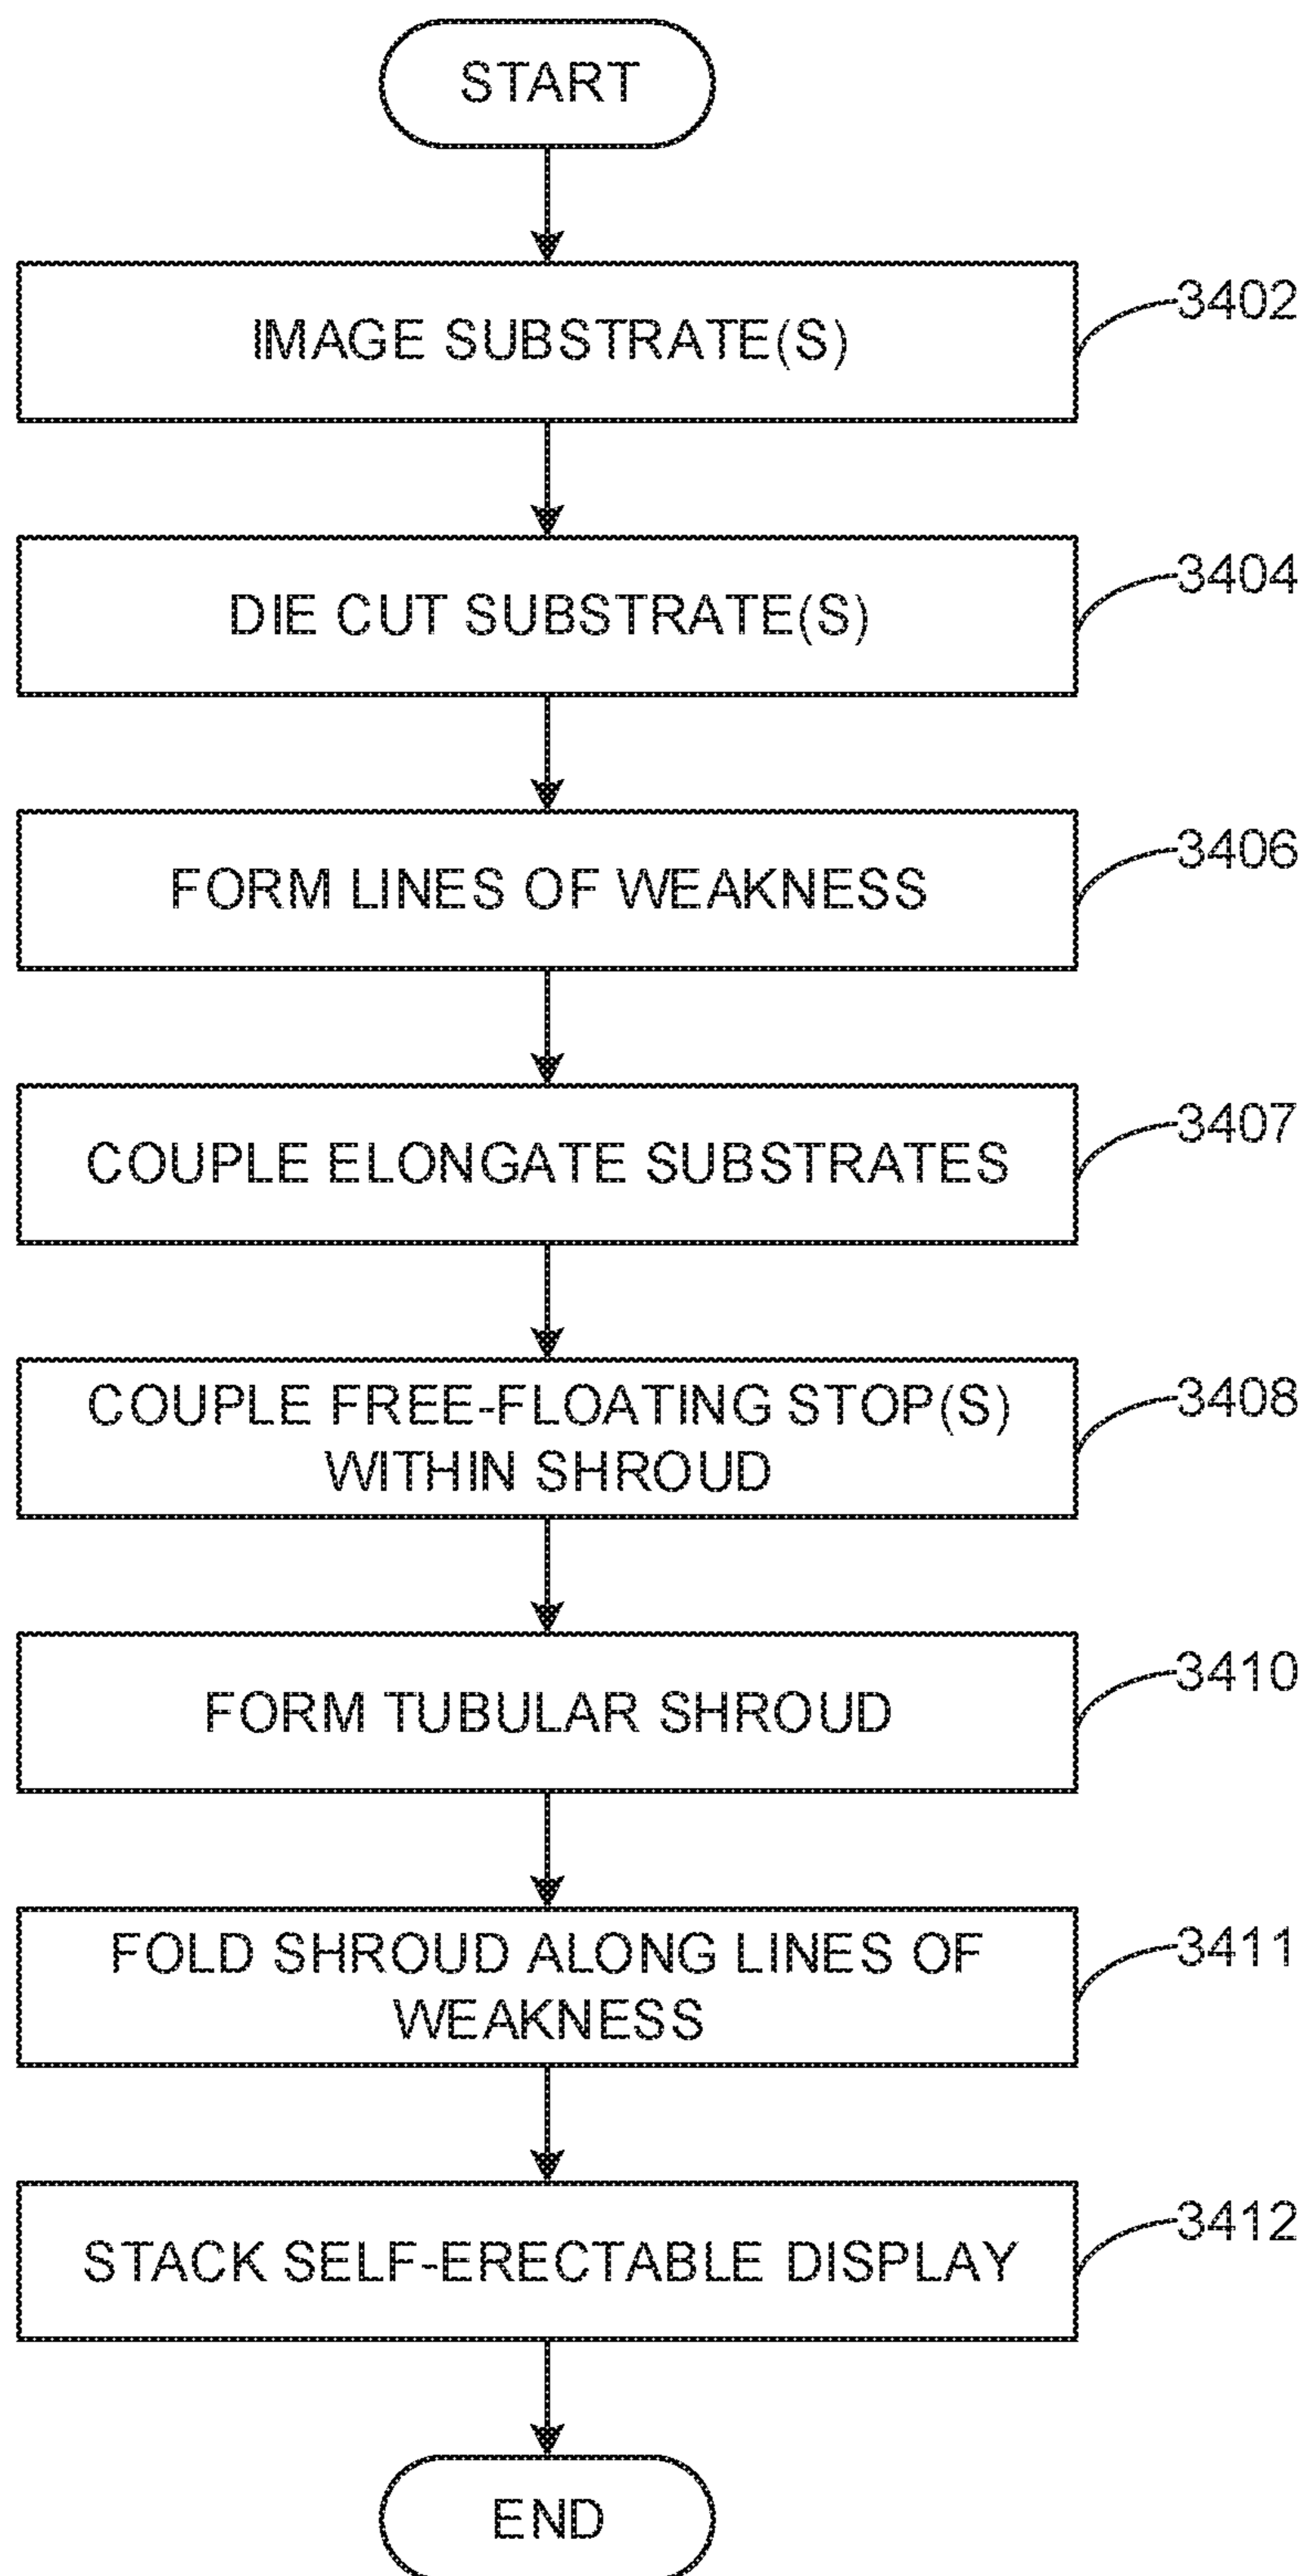 START
IMAGE SUBSTRATE(S)
3402
DIE CUT SUBSTRATE(S)
3404
FORM LINES OF WEAKNESS
3406
COUPLE ELONGATE SUBSTRATES
3407
COUPLE FREE-FLOATING STOP(S)
WITHIN SHROUD
3408
FORM TUBULAR SHROUD
3410
FOLD SHROUD ALONG LINES OF
WEAKNESS
3411
STACK SELF-ERECTABLE DISPLAY
3412
END